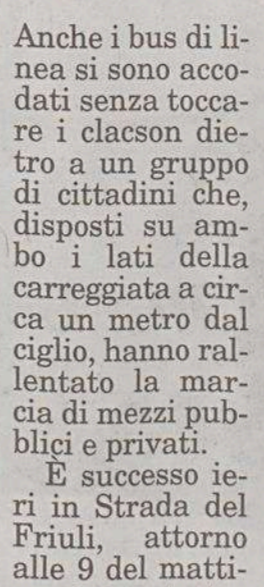 Anche i bus di li-
nea si sono acco-
dati senza tocca-
re i clacson die-
tro a un gruppo
di cittadini che,
disposti su am-
bo i lati della
carreggiata a cir-
ca un metro dal
ciglio, hanno ral-
lentato la mar-
cia di mezzi pub-
blici e privati.
È successo ie-
ri in Strada del
Friuli, attorno
alle 9 del matti-